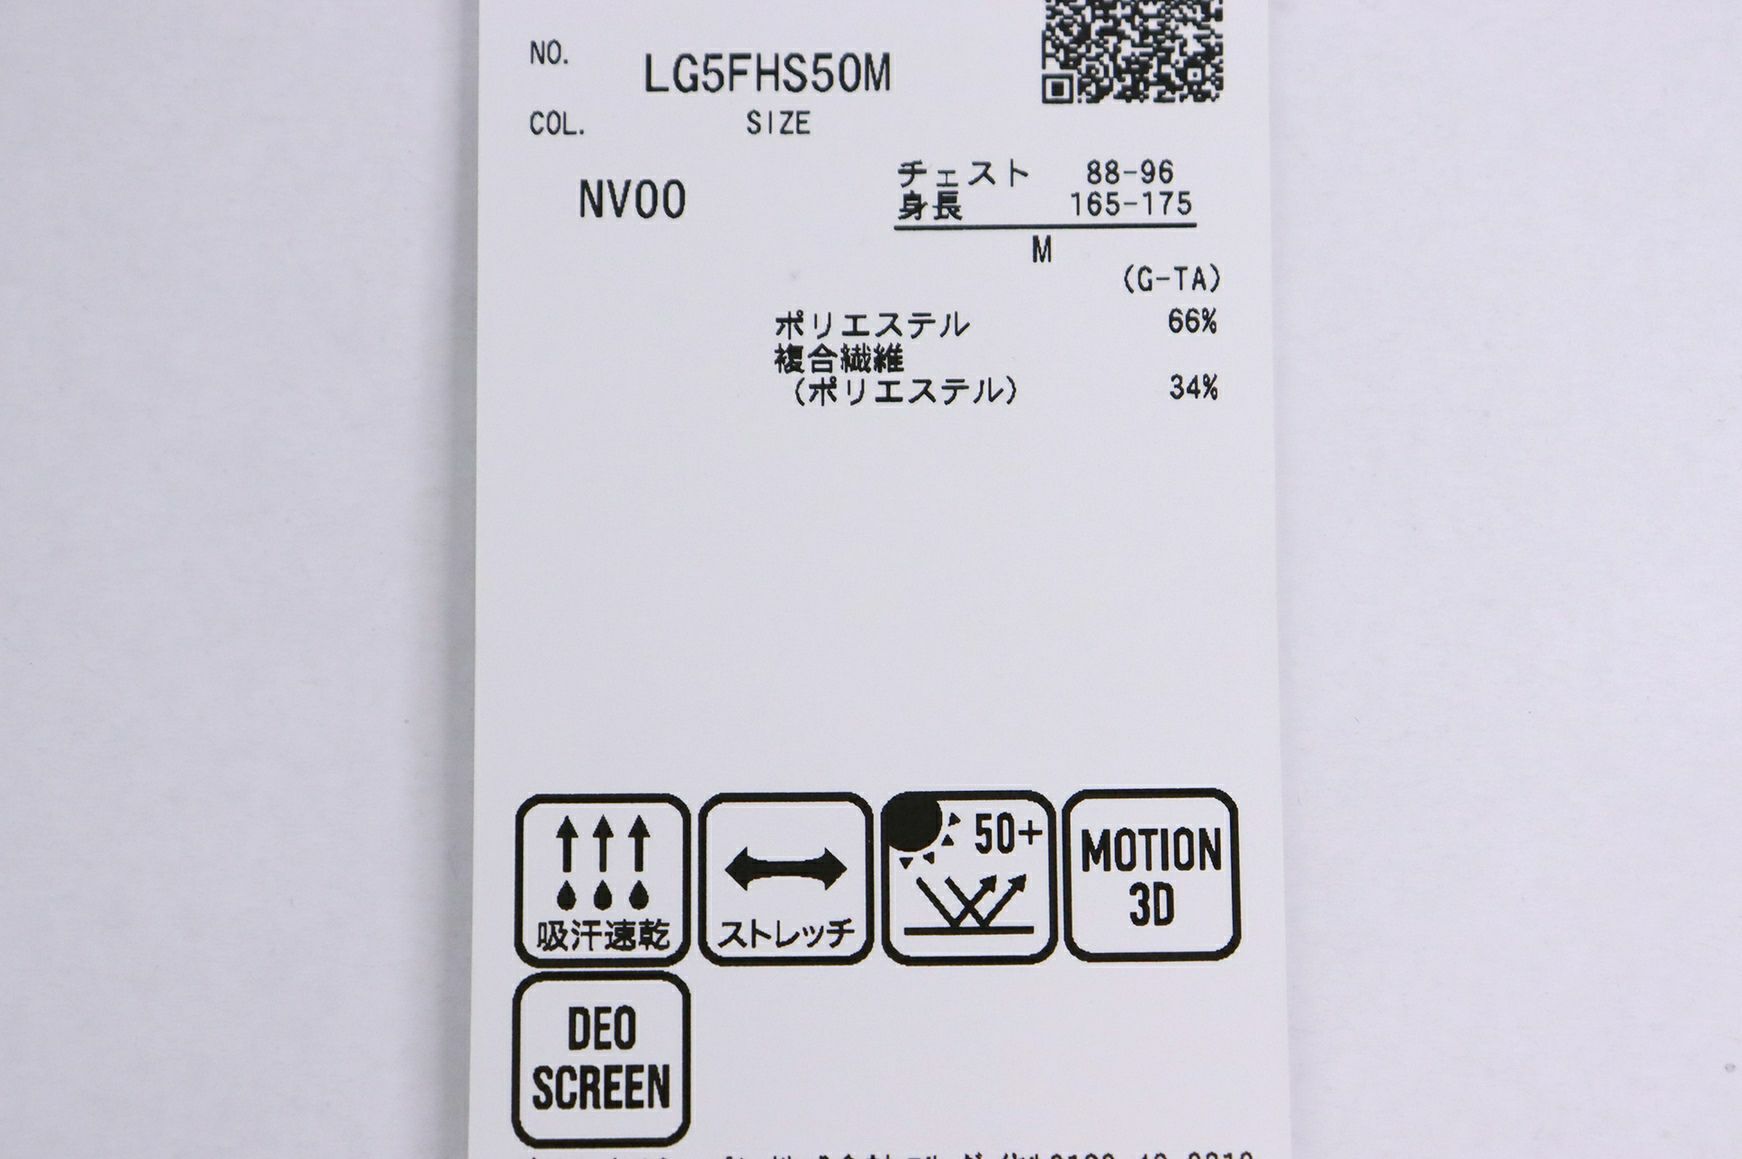 NO. LG5FHS50M
COL. SIZE
NV00
チェスト 88-96
身長 165-175
M
(G-TA)
ポリエステル 66%
複合繊維
(ポリエステル) 34%
吸汗速乾
ストレッチ
50+
MOTION
3D
DEO
SCREEN